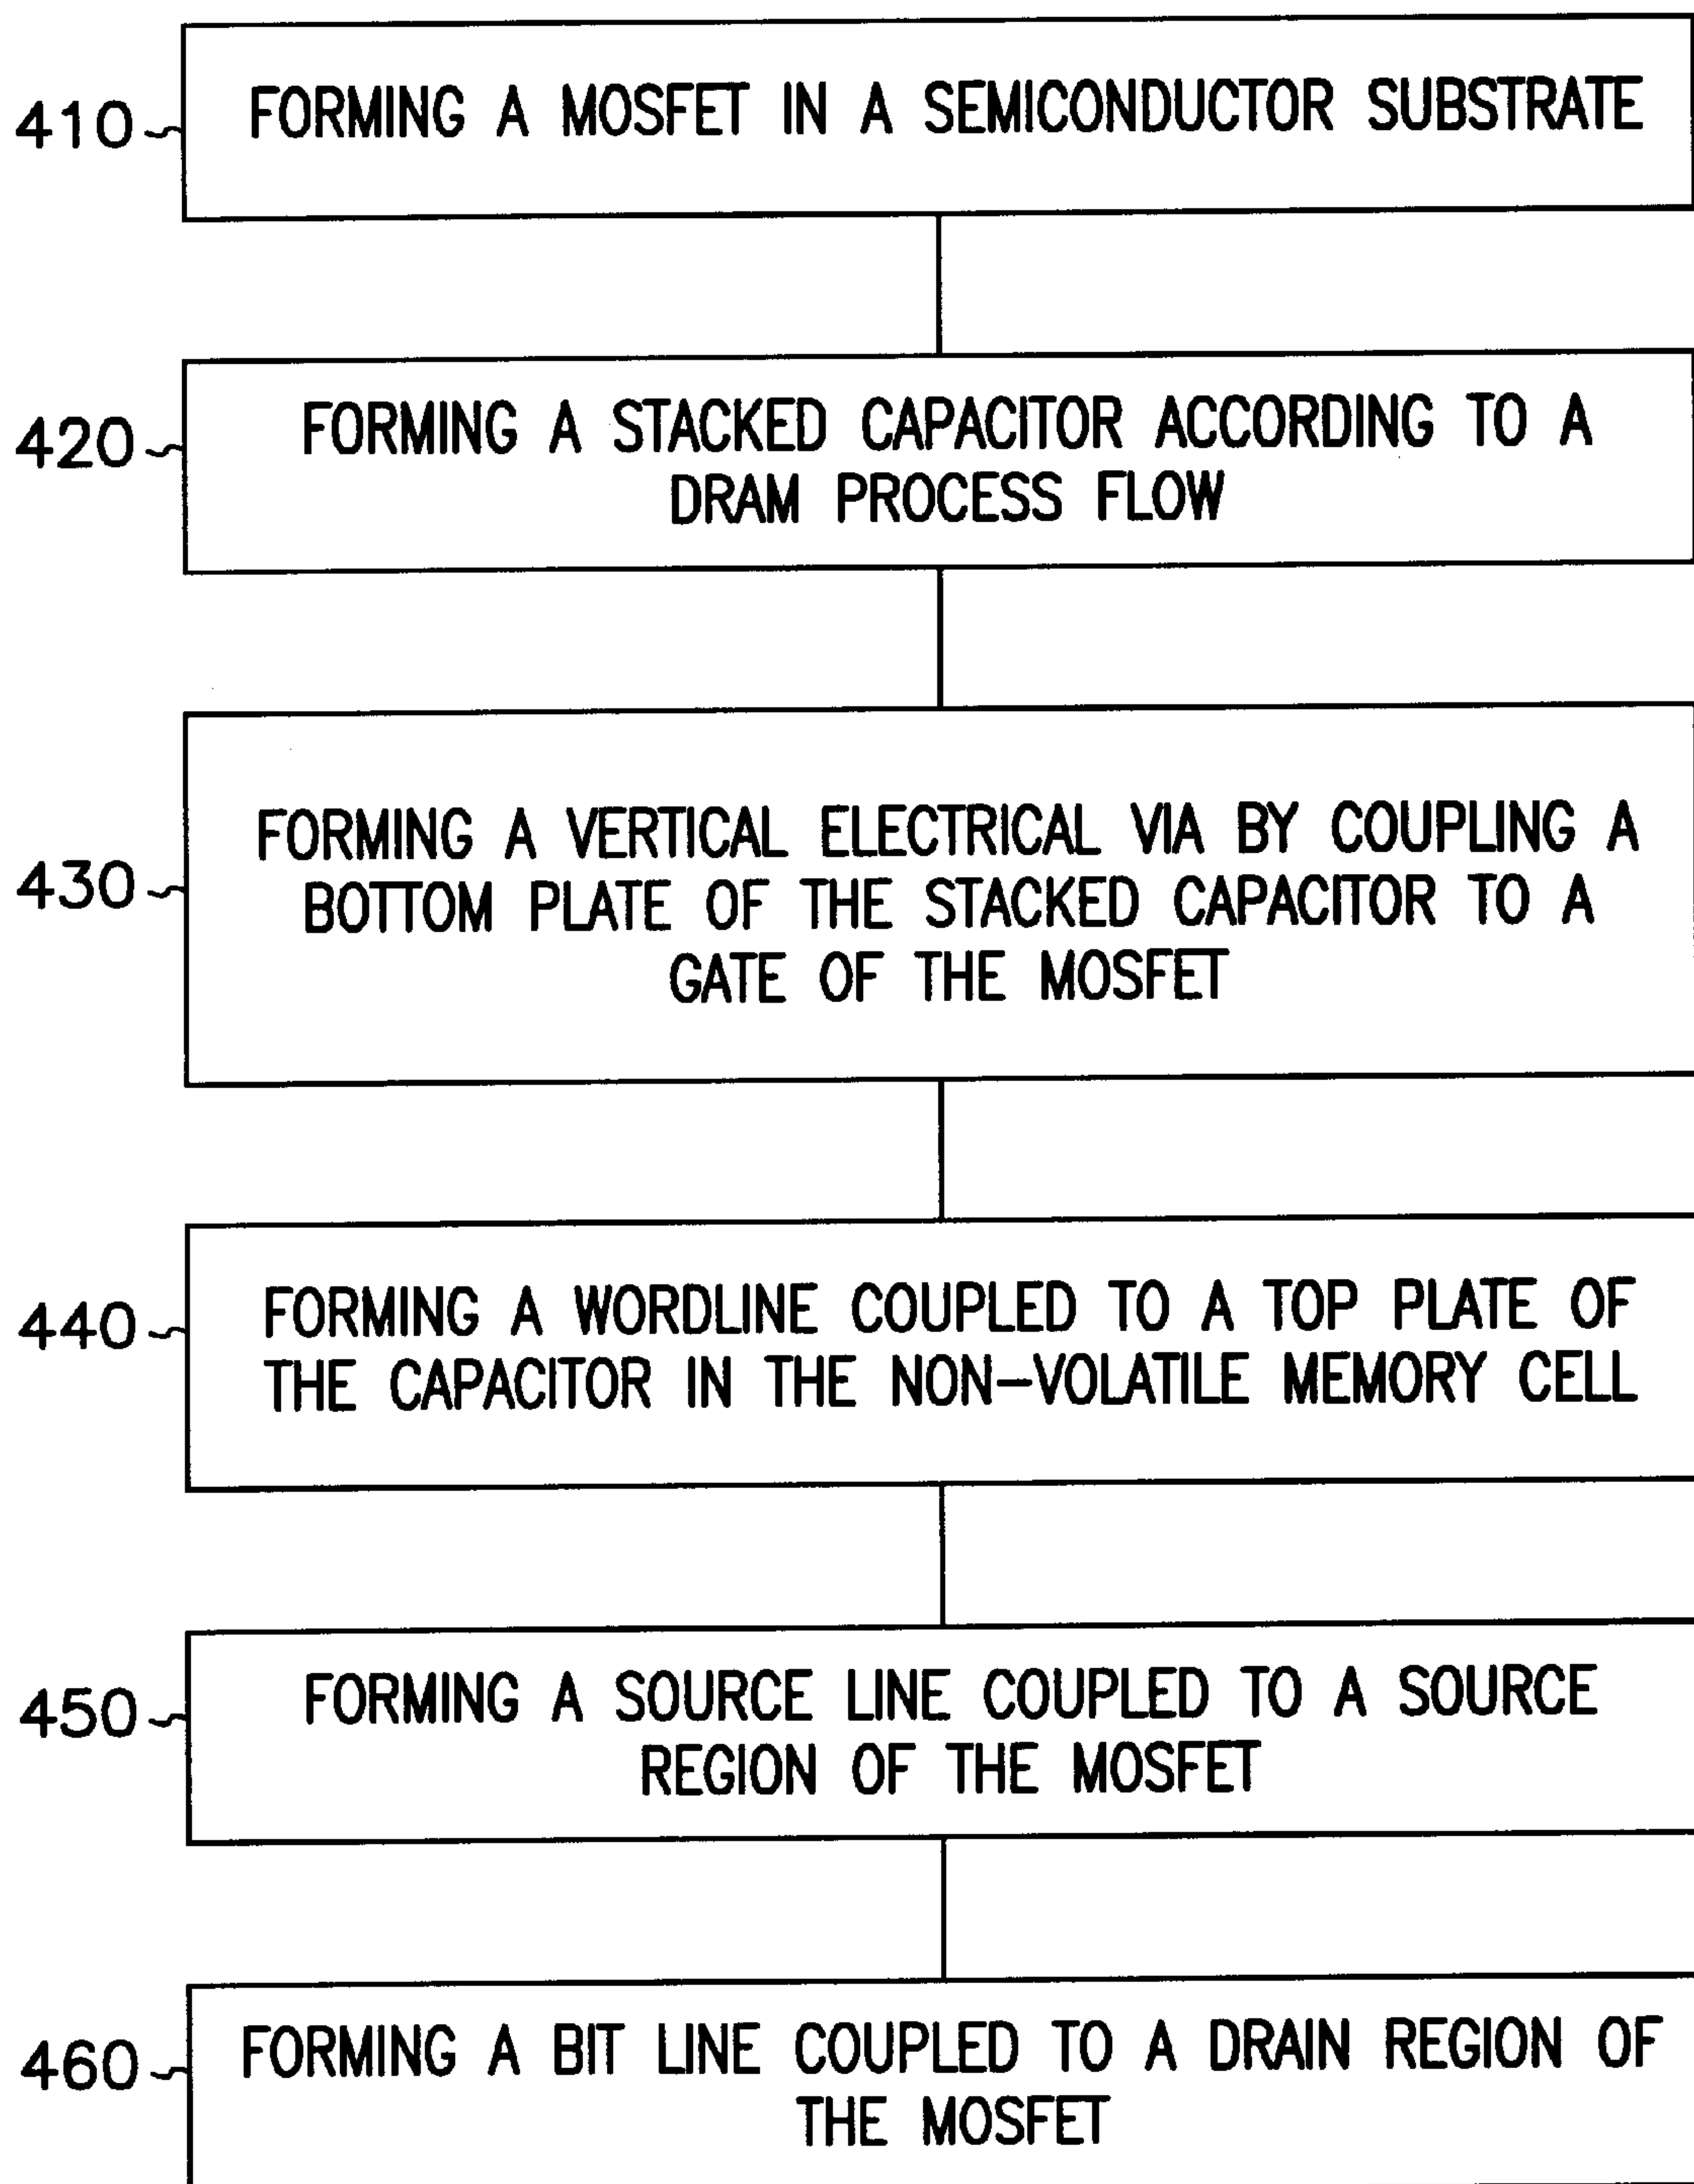 410
FORMING A MOSFET IN A SEMICONDUCTOR SUBSTRATE
420
FORMING A STACKED CAPACITOR ACCORDING TO A
DRAM PROCESS FLOW
430
FORMING A VERTICAL ELECTRICAL VIA BY COUPLING A
BOTTOM PLATE OF THE STACKED CAPACITOR TO A
GATE OF THE MOSFET
440
FORMING A WORDLINE COUPLED TO A TOP PLATE OF
THE CAPACITOR IN THE NON-VOLATILE MEMORY CELL
450
FORMING A SOURCE LINE COUPLED TO A SOURCE
REGION OF THE MOSFET
460
FORMING A BIT LINE COUPLED TO A DRAIN REGION OF
THE MOSFET